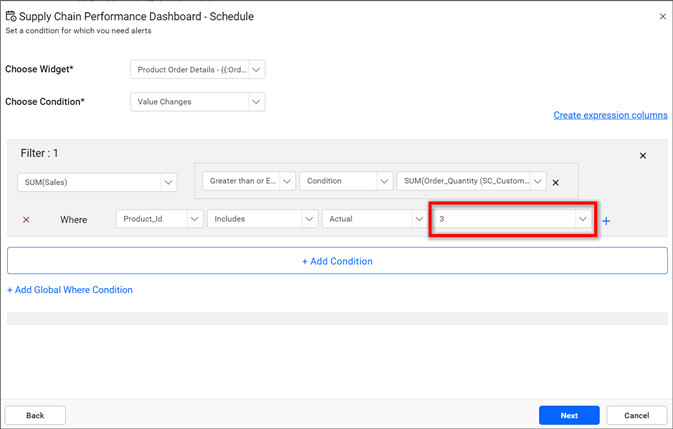 Supply Chain Performance Dashboard - Schedule
Set a condition for which you need alerts
Choose Widget*
Product Order Details - {{:Ord...
Choose Condition*
Value Changes
Create expression columns
Filter : 1
SUM(Sales)
Greater than or E...
Condition
SUM(Order_Quantity (SC_Custom...
Where
Product_Id
Includes
Actual
3
+ Add Condition
+ Add Global Where Condition
Back
Next
Cancel